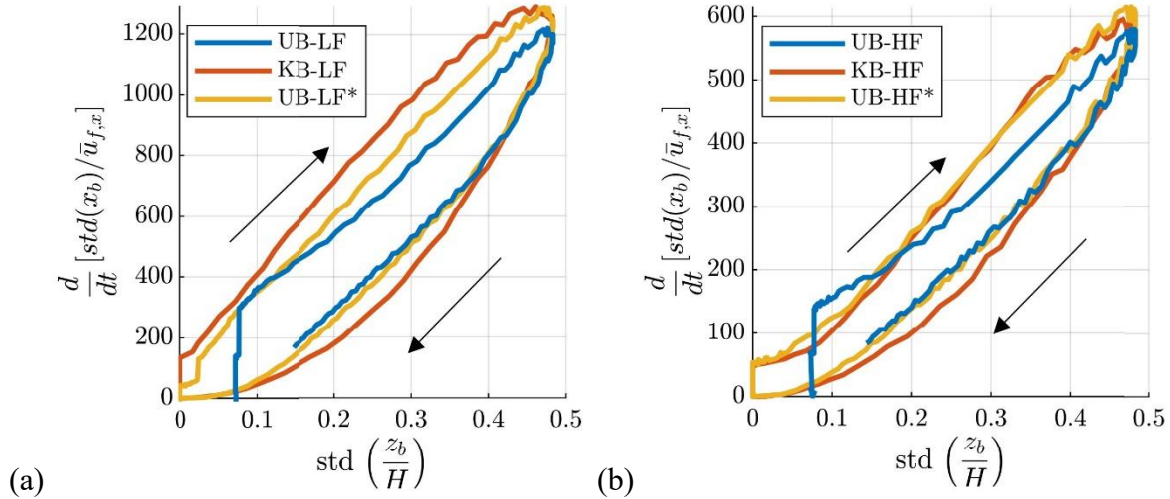 1200
1000
800
600
400
200
0
UB-LF
KB-LF
UB-LF*
d/dt [std(x_b)/ū_{f,x}]
0 0.1 0.2 0.3 0.4 0.5
std (z_b/H)
(a)
600
500
400
300
200
100
0
UB-HF
KB-HF
UB-HF*
d/dt [std(x_b)/ū_{f,x}]
0 0.1 0.2 0.3 0.4 0.5
std (z_b/H)
(b)